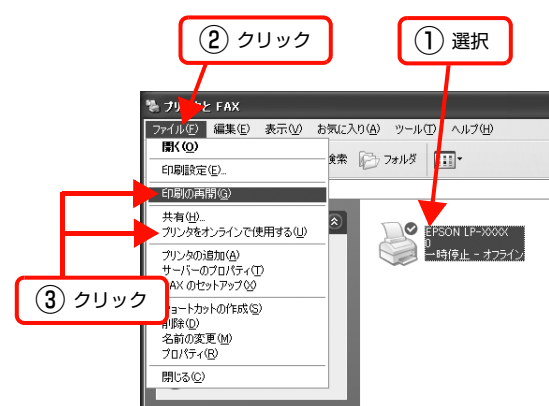 ② クリック
① 選択
ファイル(F) 編集(E) 表示(V) お気に入り(A) ツール(T) ヘルプ(H)
開く(O)
印刷設定(E)...
検索 フォルダ
印刷の再開(G)
共有(H)...
プリンタをオンラインで使用する(U)
プリンタの追加(A)
サーバーのプロパティ(T)
FAX のセットアップ(X)
ショートカットの作成(S)
削除(D)
名前の変更(M)
プロパティ(R)
閉じる(C)
EPSON LP-XXXX
0
一時停止 - オフライン
③ クリック